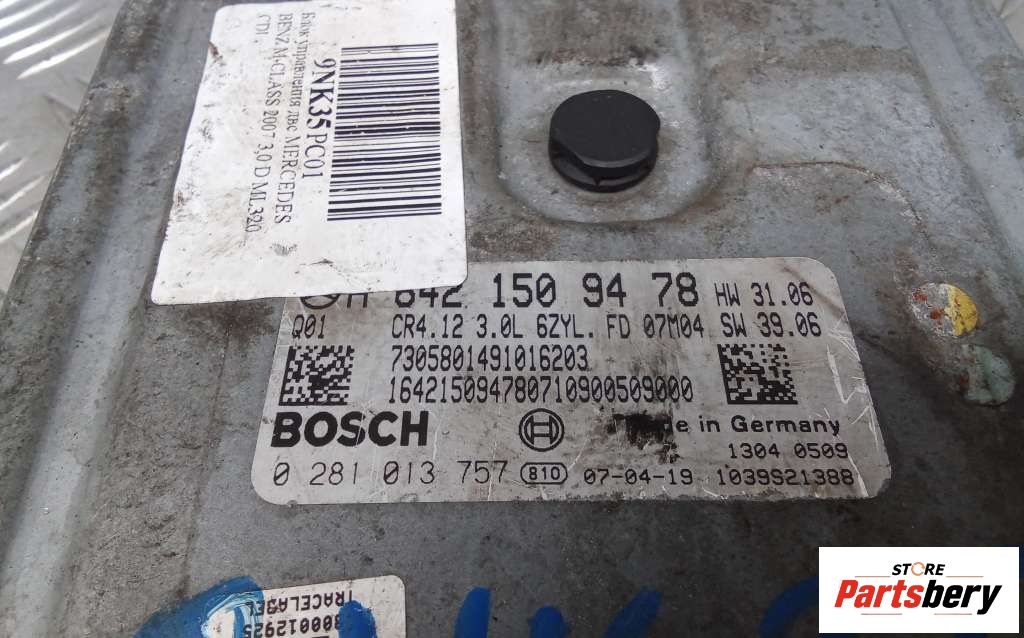 9NK35PC01
Блок управления двс MERCEDES
BENZ M-CLASS 2007 3,0 D ML320
CDI ,
642 150 94 78 HW 31.06
Q01 CR4.12 3.0L 6ZYL. FD 07M04 SW 39.06
7305801491016203
164215094780710900509000
BOSCH in Germany
1304 0509
0 281 013 757 810 07-04-19 1039S21388
TRACELABEL
STORE
Partsbery